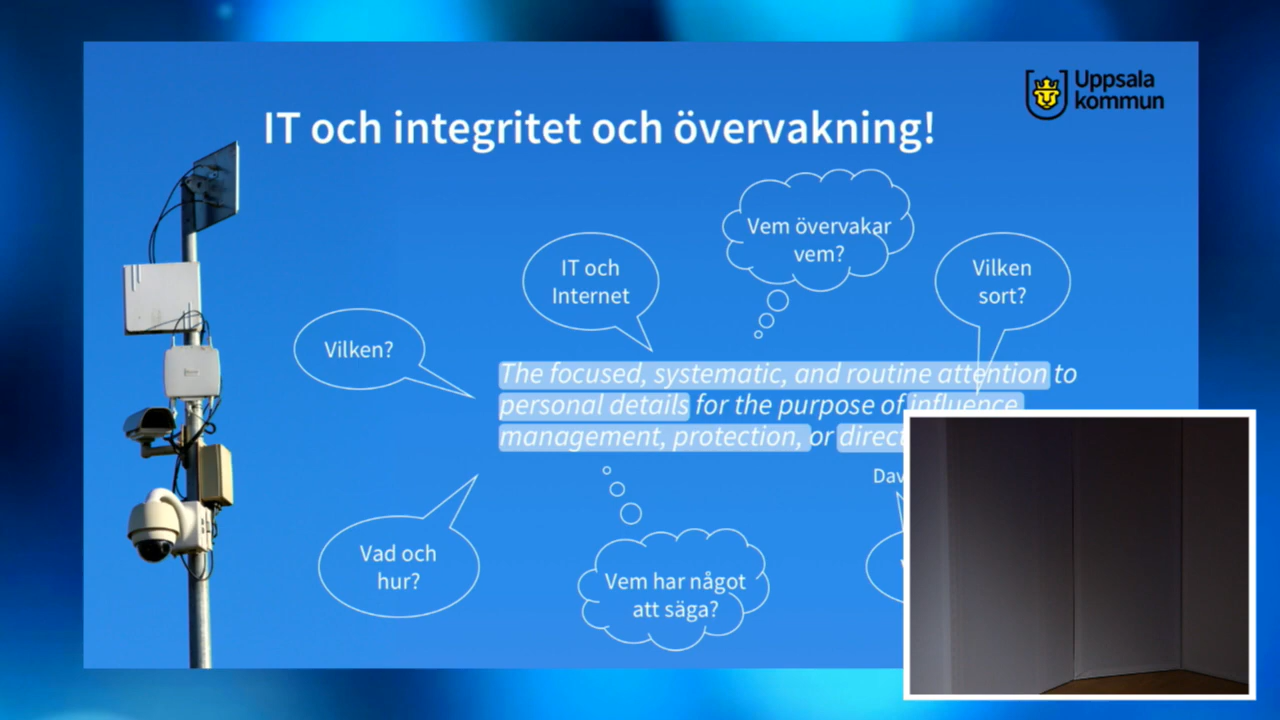 Uppsala
kommun
IT och integritet och övervakning!
Vem övervakar
vem?
IT och
Internet
Vilken
sort?
Vilken?
The focused, systematic, and routine attention to
personal details for the purpose of influence
management, protection, or direct
Dav
Vad och
hur?
Vem har något
att säga?